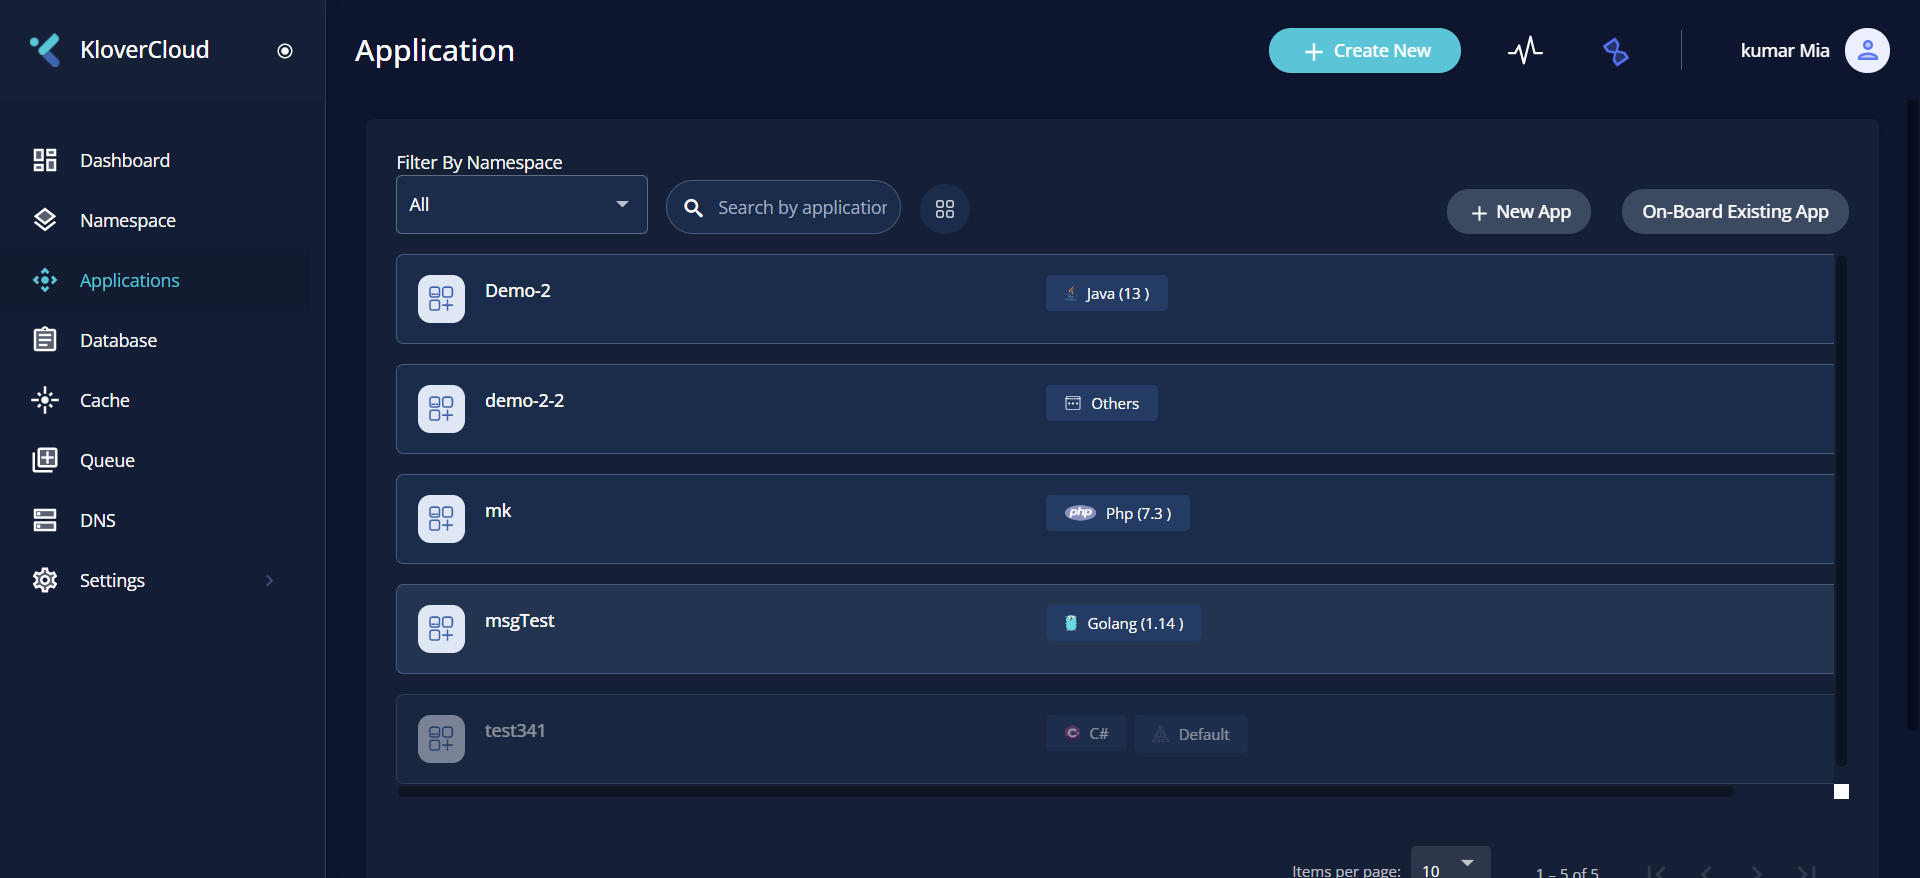 KloverCloud
Application
Create New
kumar Mia
Dashboard
Namespace
Applications
Database
Cache
Queue
DNS
Settings
Filter By Namespace
All
Search by application
New App
On-Board Existing App
Demo-2
Java (13 )
demo-2-2
Others
mk
php
Php (7.3 )
msgTest
Golang (1.14 )
test341
C#
Default
Items per page:
10
1 – 5 of 5